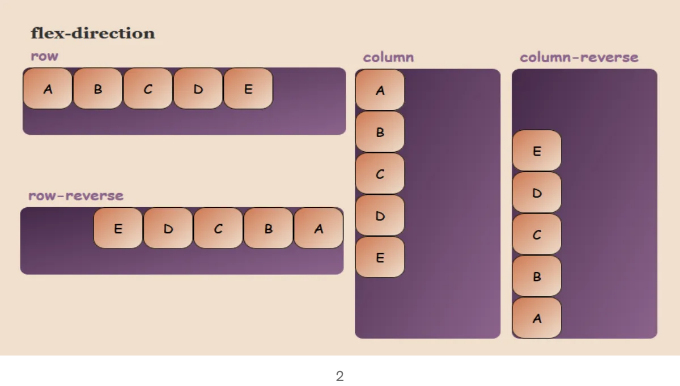 flex-direction
row
A B C D E
row-reverse
E D C B A
column
A
B
C
D
E
column-reverse
E
D
C
B
A
2